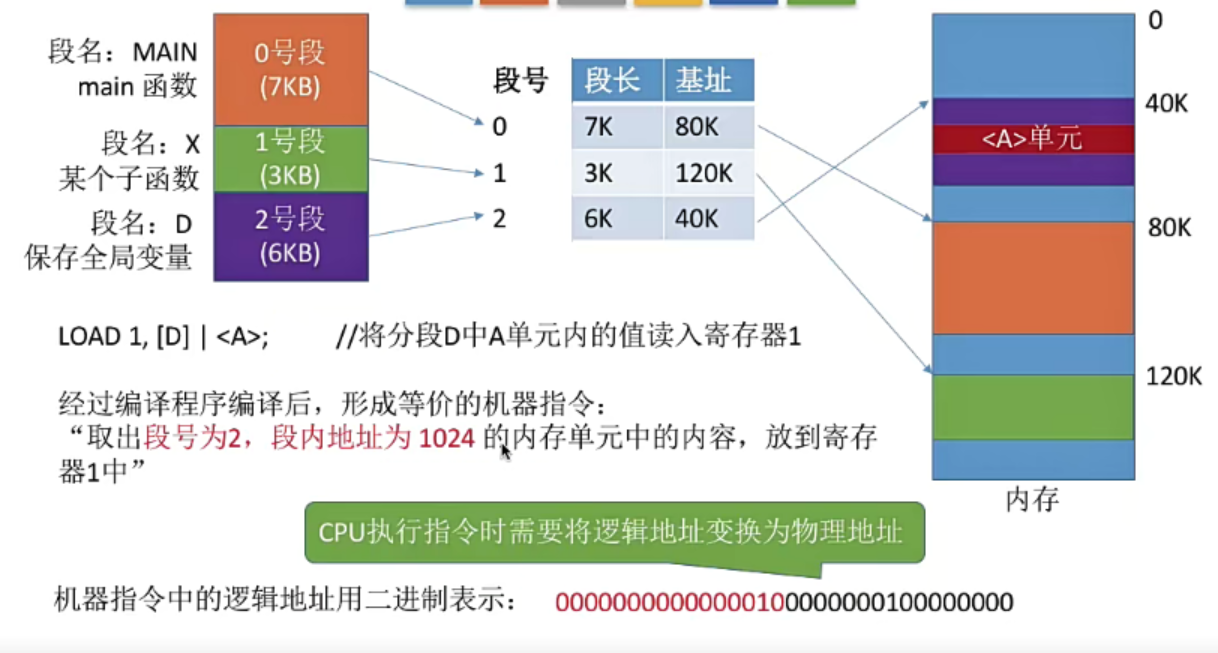 段名：MAIN
main 函数
0号段
(7KB)
段名：X
某个子函数
1号段
(3KB)
段名：D
保存全局变量
2号段
(6KB)
段号 段长 基址
0 7K 80K
1 3K 120K
2 6K 40K
0
40K
<A>单元
80K
120K
内存
LOAD 1, [D] | <A>; //将分段D中A单元内的值读入寄存器1
经过编译程序编译后，形成等价的机器指令：
“取出段号为2，段内地址为 1024 的内存单元中的内容，放到寄存
器1中”
CPU执行指令时需要将逻辑地址变换为物理地址
机器指令中的逻辑地址用二进制表示： 00000000000000100000000100000000